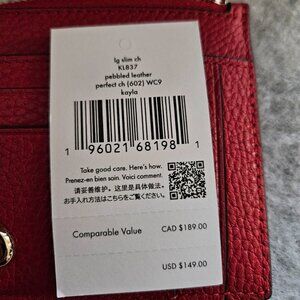 lg slim ch
KL837
pebbled leather
perfect ch (602) WC9
kayla
1 96021 68198 1
Take good care. Here's how.
Prenez-en bien soin. Voici comment.
请妥善维护。这里是具体做法。
お手入れ方法はこちらをご覧ください。
Comparable Value CAD $189.00
USD $149.00